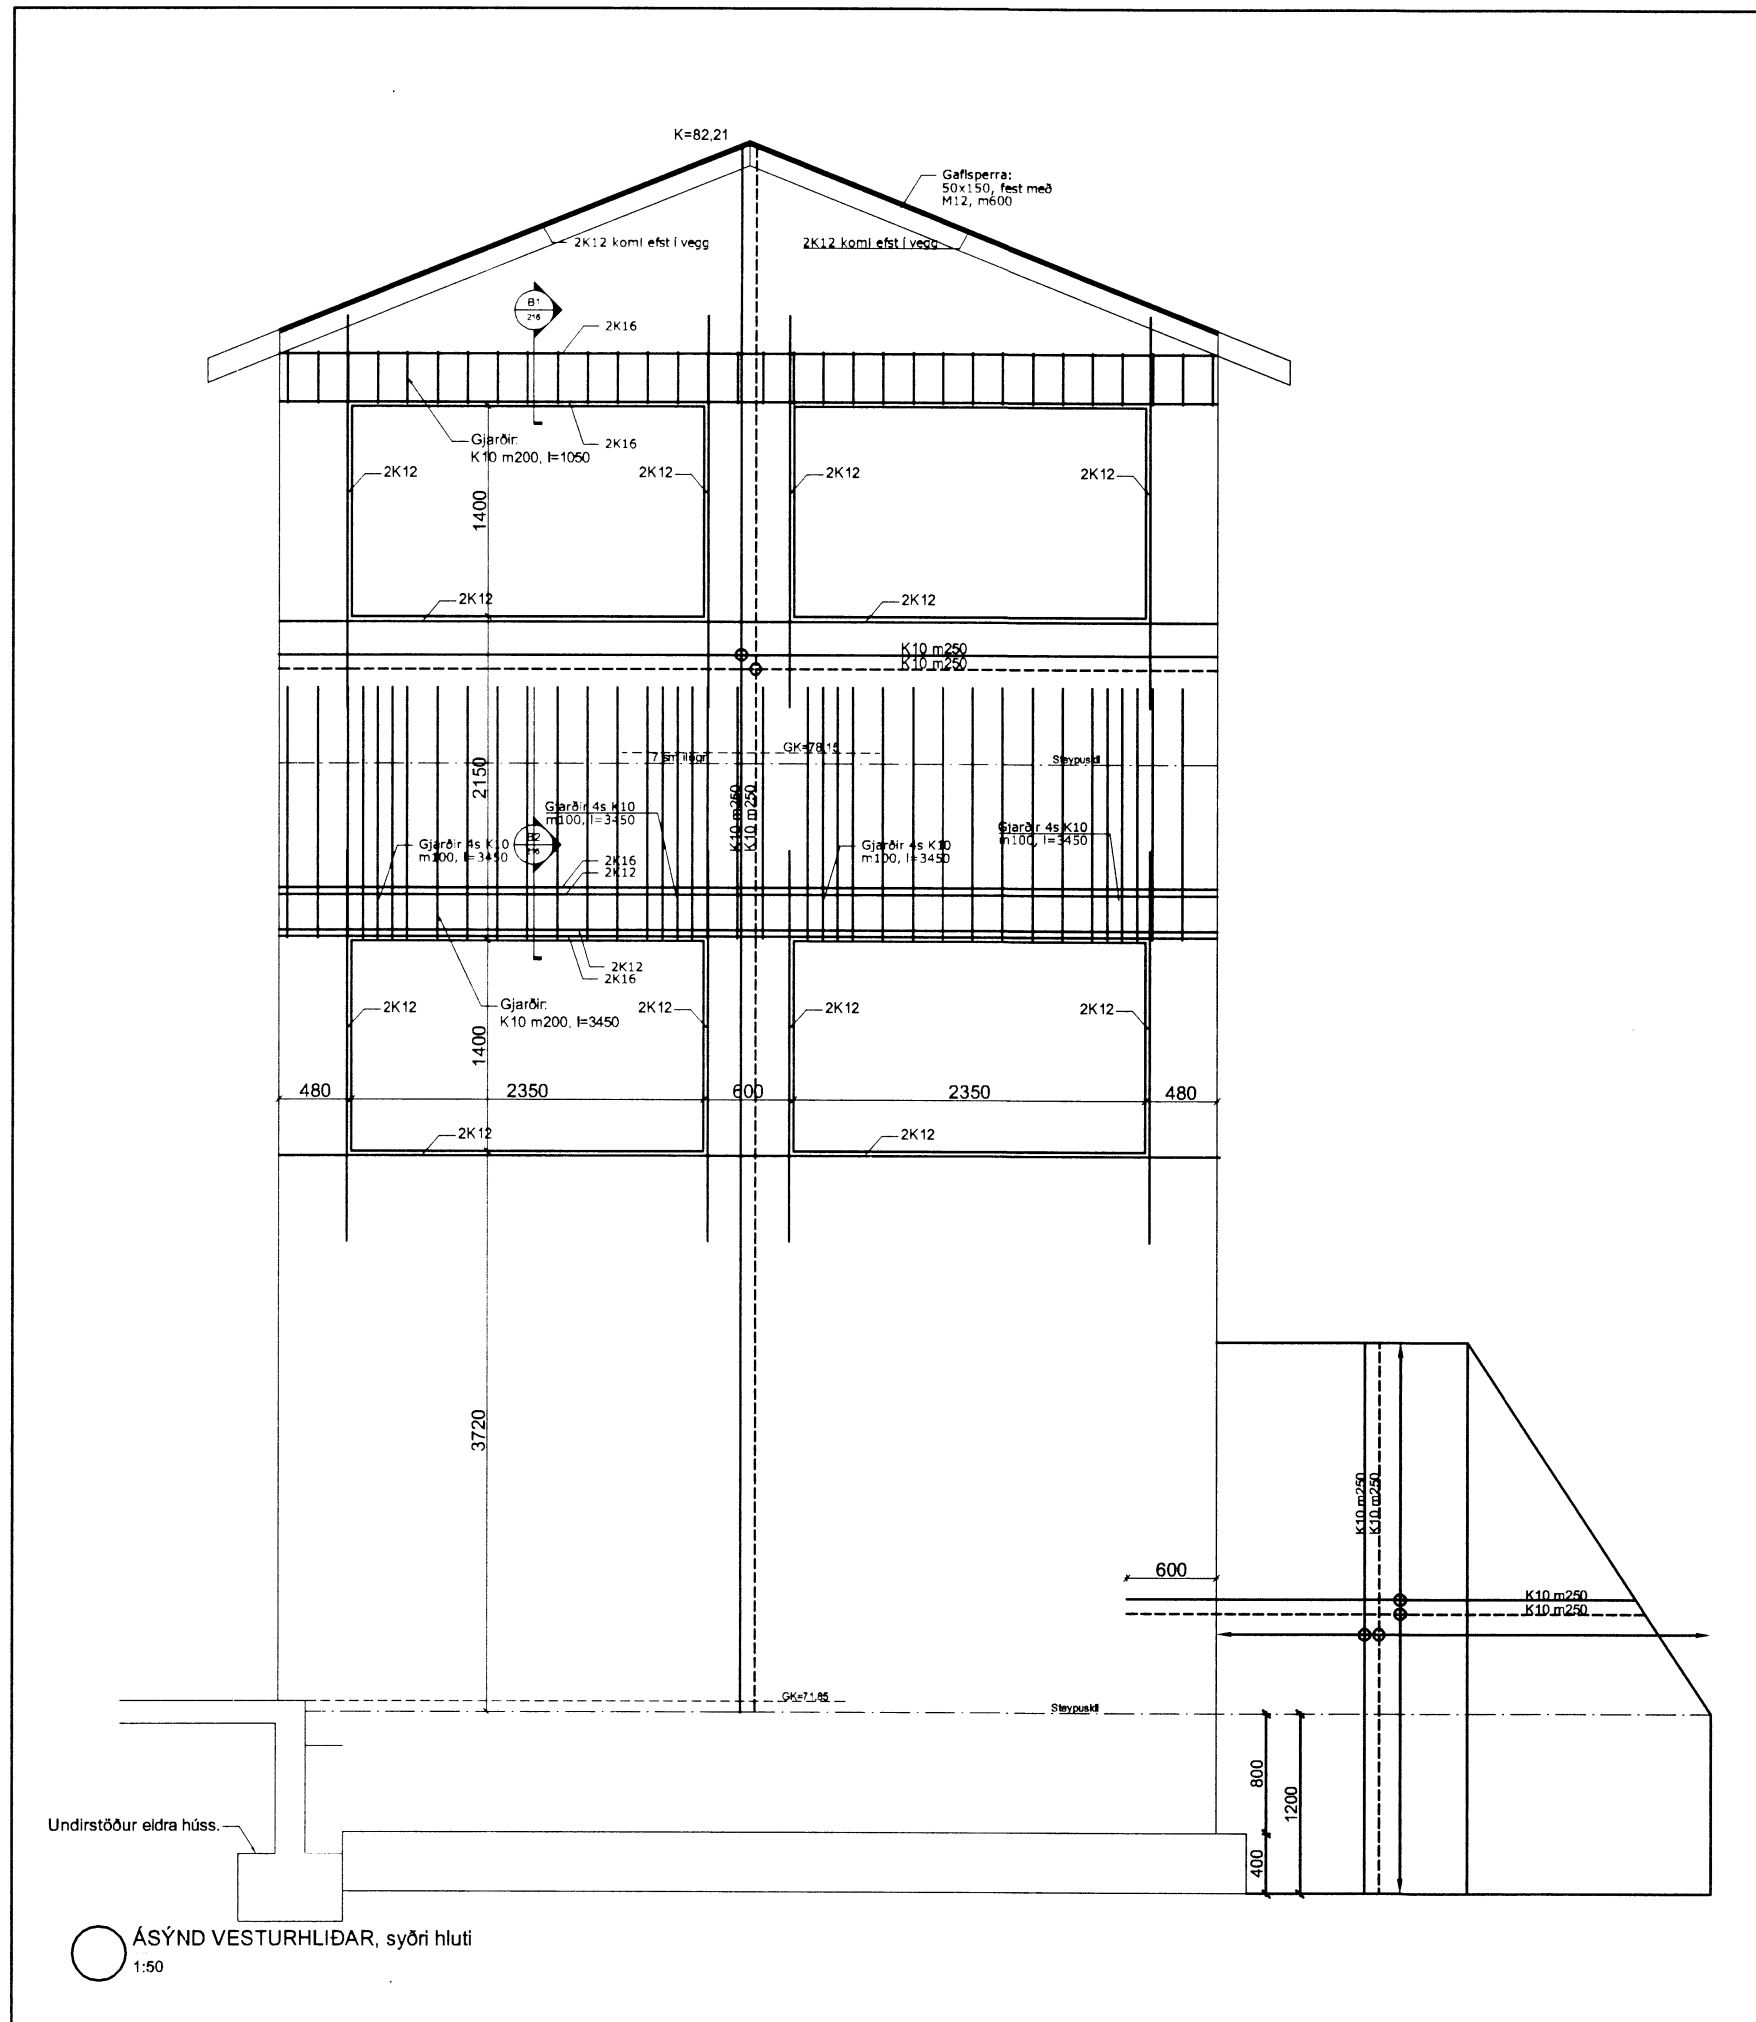 K=82,21
Gaflsperra:
50x150, fest með
M12, m600
2K12 komi efst í vegg
2K12 komi efst í vegg
B1
216
2K16
2K16
Gjarðir:
K10 m200, l=1050
2K12
2K12
2K12
2K12
1400
2K12
2K12
K10 m250
K10 m250
GK=78,15
7 sm ílögn
Steypuskil
2150
K10 m250
K10 m250
Gjarðir 4s K10
m100, l=3450
Gjarðir 4s K10
m100, l=3450
B2
216
Gjarðir 4s K10
m100, l=3450
Gjarðir 4s K10
m100, l=3450
2K16
2K12
2K12
2K16
Gjarðir:
K10 m200, l=3450
2K12
2K12
2K12
2K12
1400
480
2350
600
2350
480
2K12
2K12
3720
K10 m250
K10 m250
600
K10 m250
K10 m250
GK=71,85
Steypuskil
800
1200
400
Undirstöður eldra húss.
ÁSÝND VESTURHLIÐAR, syðri hluti
1:50